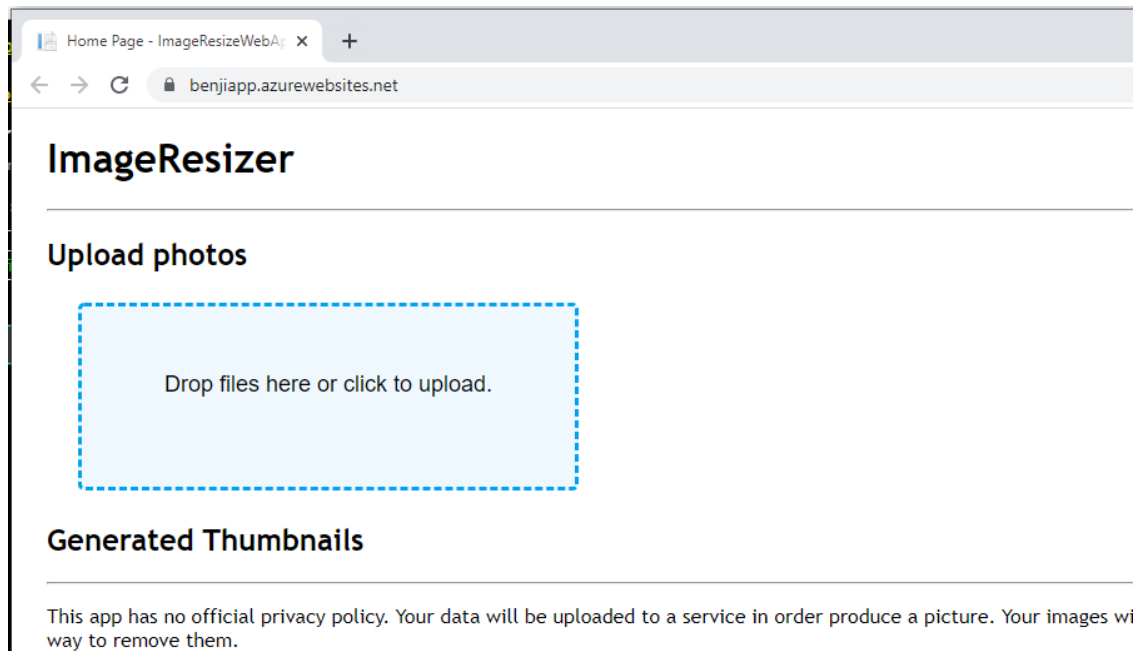 Home Page - ImageResizeWebAp
benjiapp.azurewebsites.net
ImageResizer
Upload photos
Drop files here or click to upload.
Generated Thumbnails
This app has no official privacy policy. Your data will be uploaded to a service in order produce a picture. Your images wi
way to remove them.